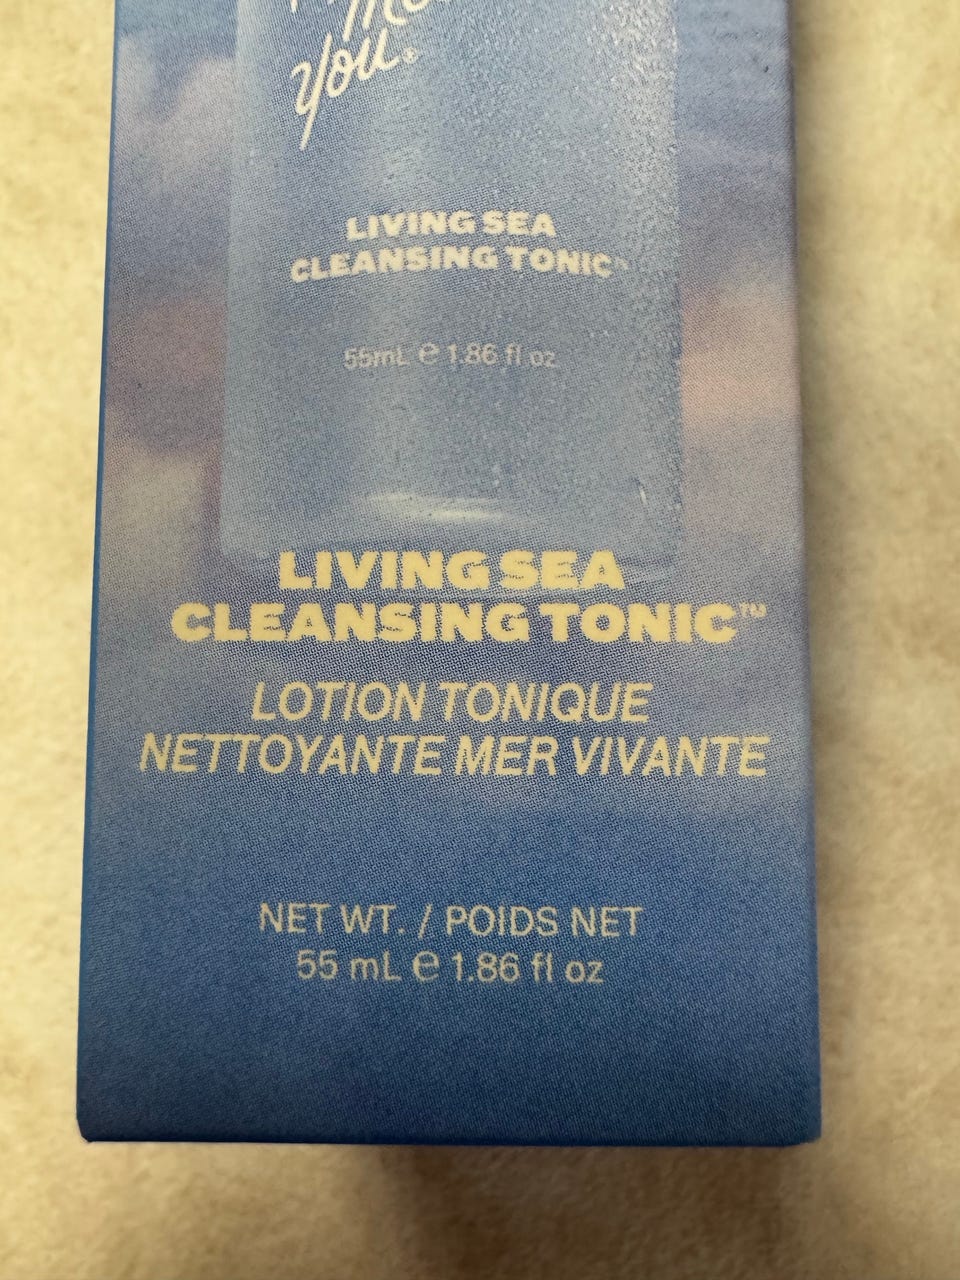 You®
LIVING SEA
CLEANSING TONIC™
55mL ℮ 1.86 fl oz
LIVING SEA
CLEANSING TONIC™
LOTION TONIQUE
NETTOYANTE MER VIVANTE
NET WT. / POIDS NET
55 mL ℮ 1.86 fl oz